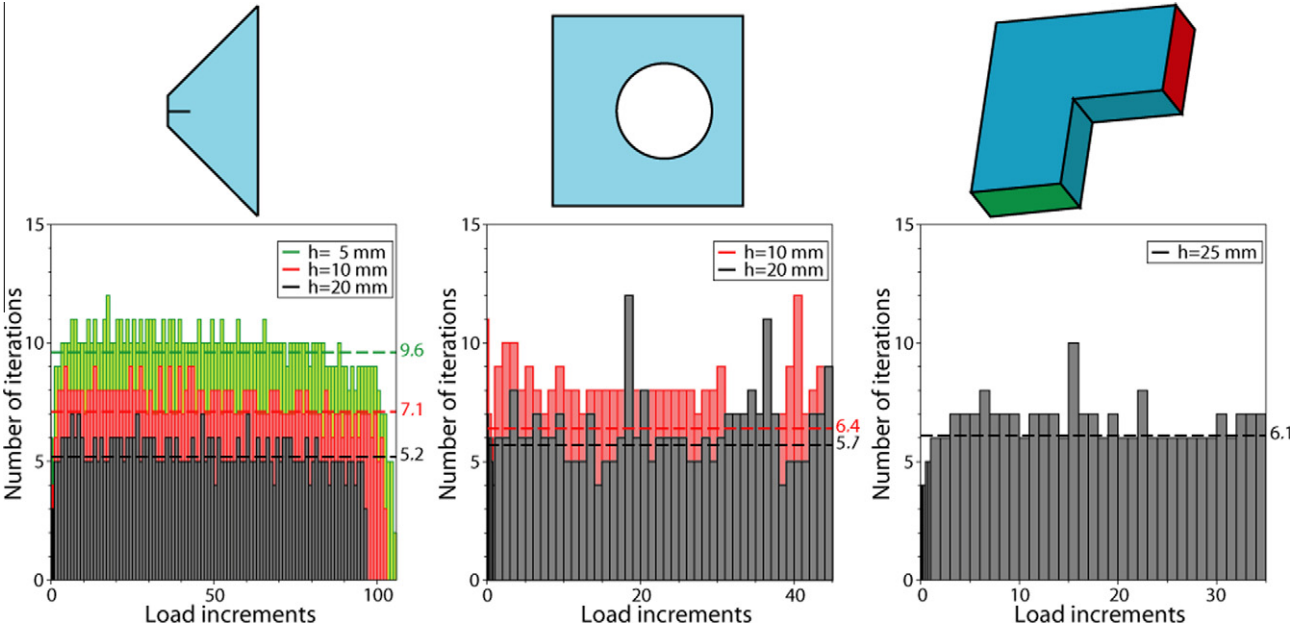 15
10
5
0
Number of iterations
h= 5 mm
h=10 mm
h=20 mm
9.6
7.1
5.2
0 50 100
Load increments
15
10
5
0
Number of iterations
h=10 mm
h=20 mm
6.4
5.7
0 20 40
Load increments
15
10
5
0
Number of iterations
h=25 mm
6.1
0 10 20 30
Load increments